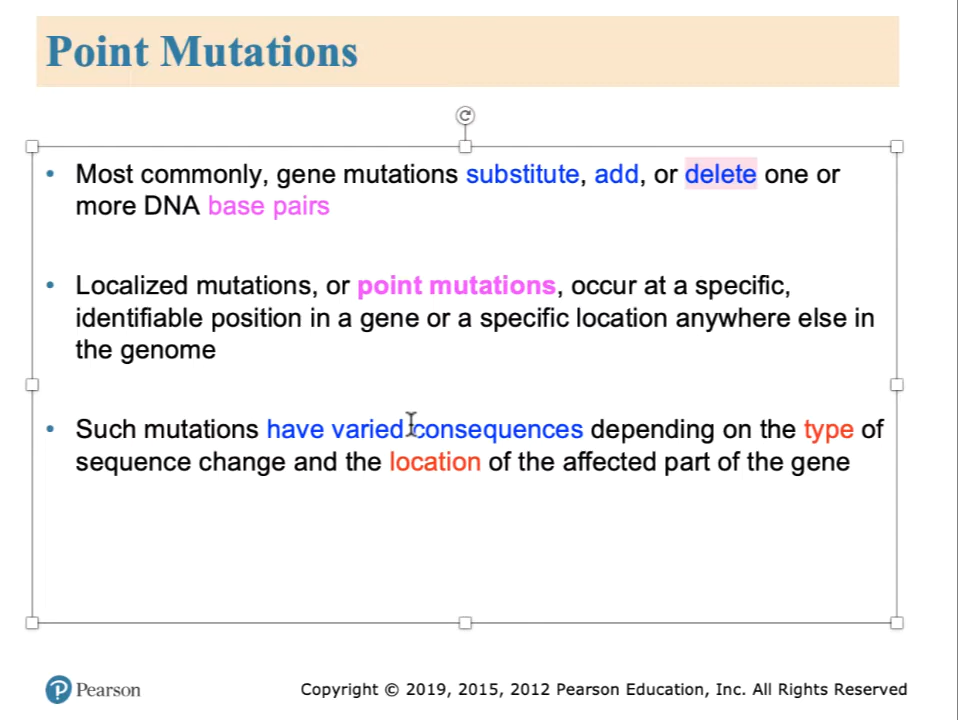 Point Mutations
• Most commonly, gene mutations substitute, add, or delete one or
more DNA base pairs
• Localized mutations, or point mutations, occur at a specific,
identifiable position in a gene or a specific location anywhere else in
the genome
• Such mutations have varied consequences depending on the type of
sequence change and the location of the affected part of the gene
P Pearson
Copyright © 2019, 2015, 2012 Pearson Education, Inc. All Rights Reserved